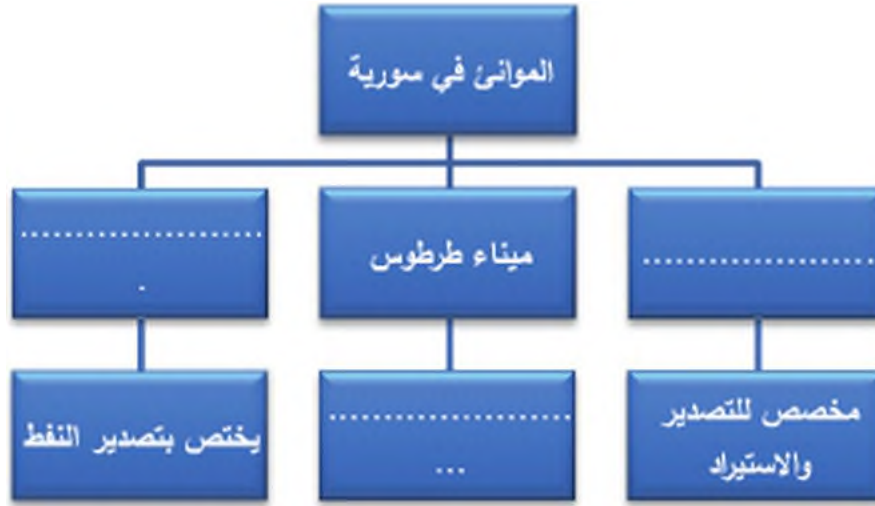 الموانئ في سورية
.......................
ميناء طرطوس
.......................
.
مخصص للتصدير
والاستيراد
.......................
...
يختص بتصدير النفط